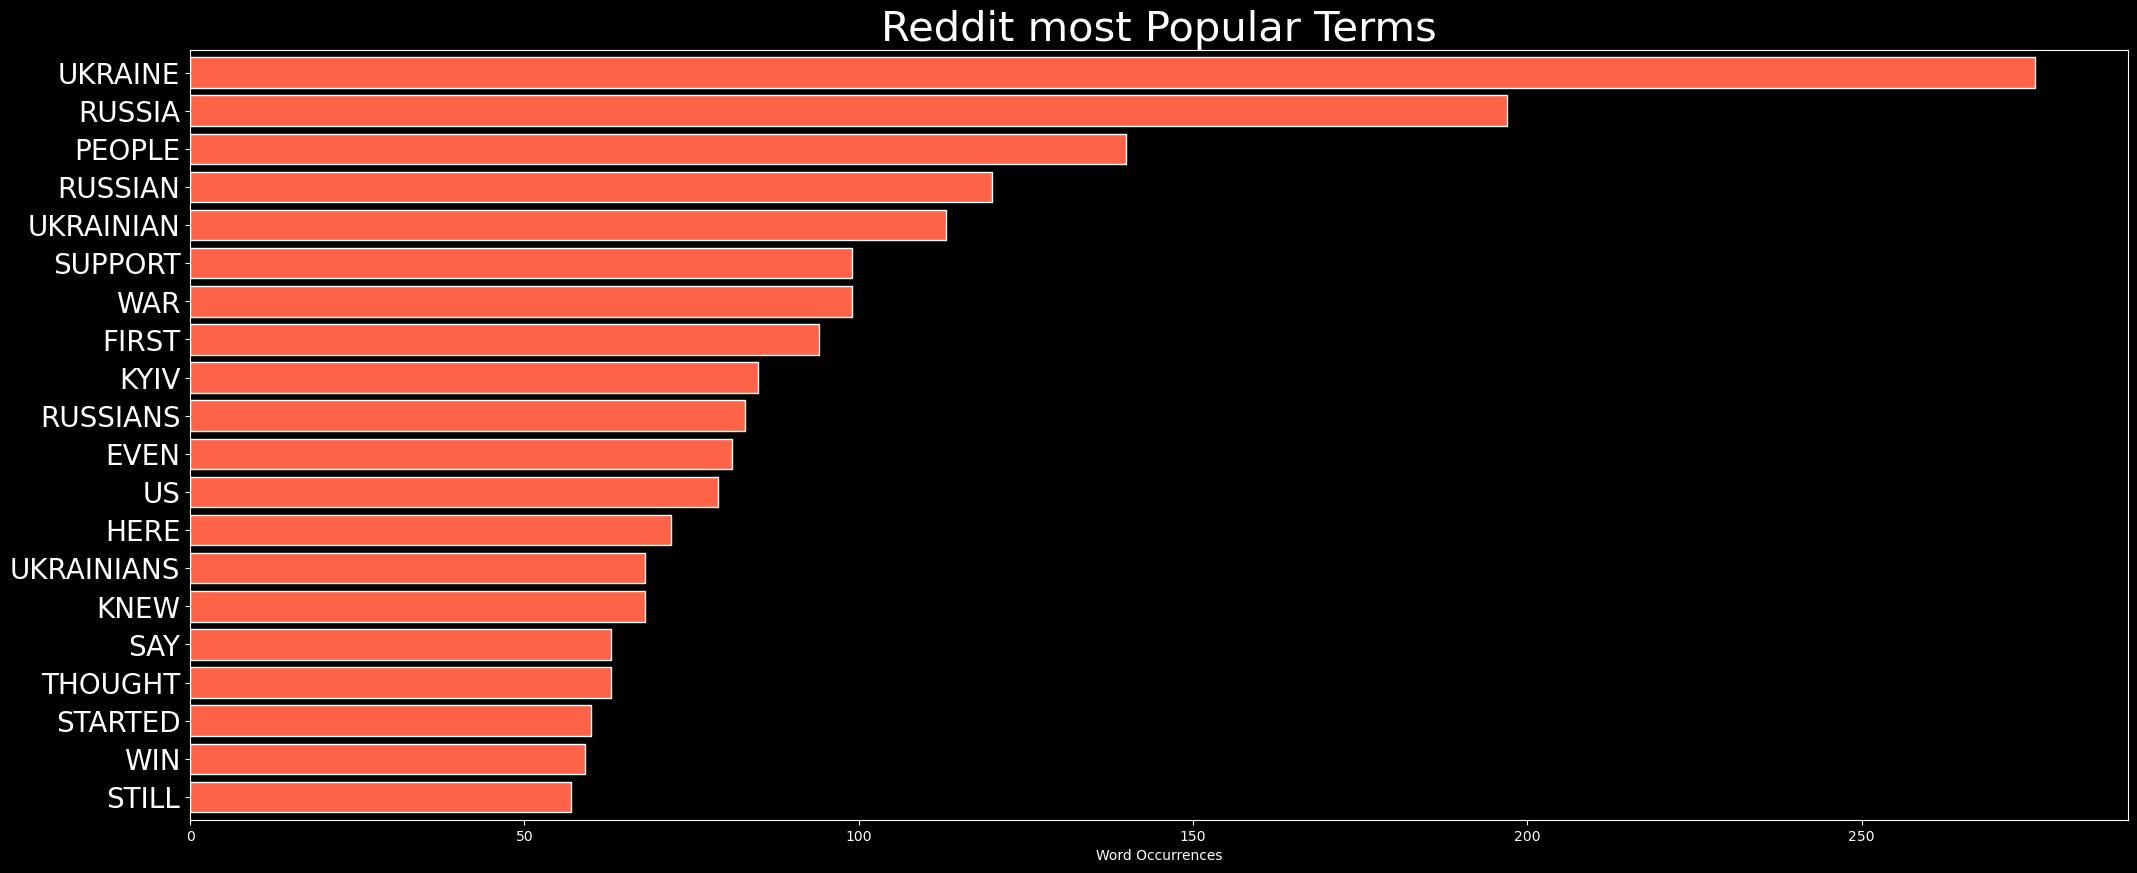 Reddit most Popular Terms
UKRAINE
RUSSIA
PEOPLE
RUSSIAN
UKRAINIAN
SUPPORT
WAR
FIRST
KYIV
RUSSIANS
EVEN
US
HERE
UKRAINIANS
KNEW
SAY
THOUGHT
STARTED
WIN
STILL
0 50 100 150 200 250
Word Occurrences